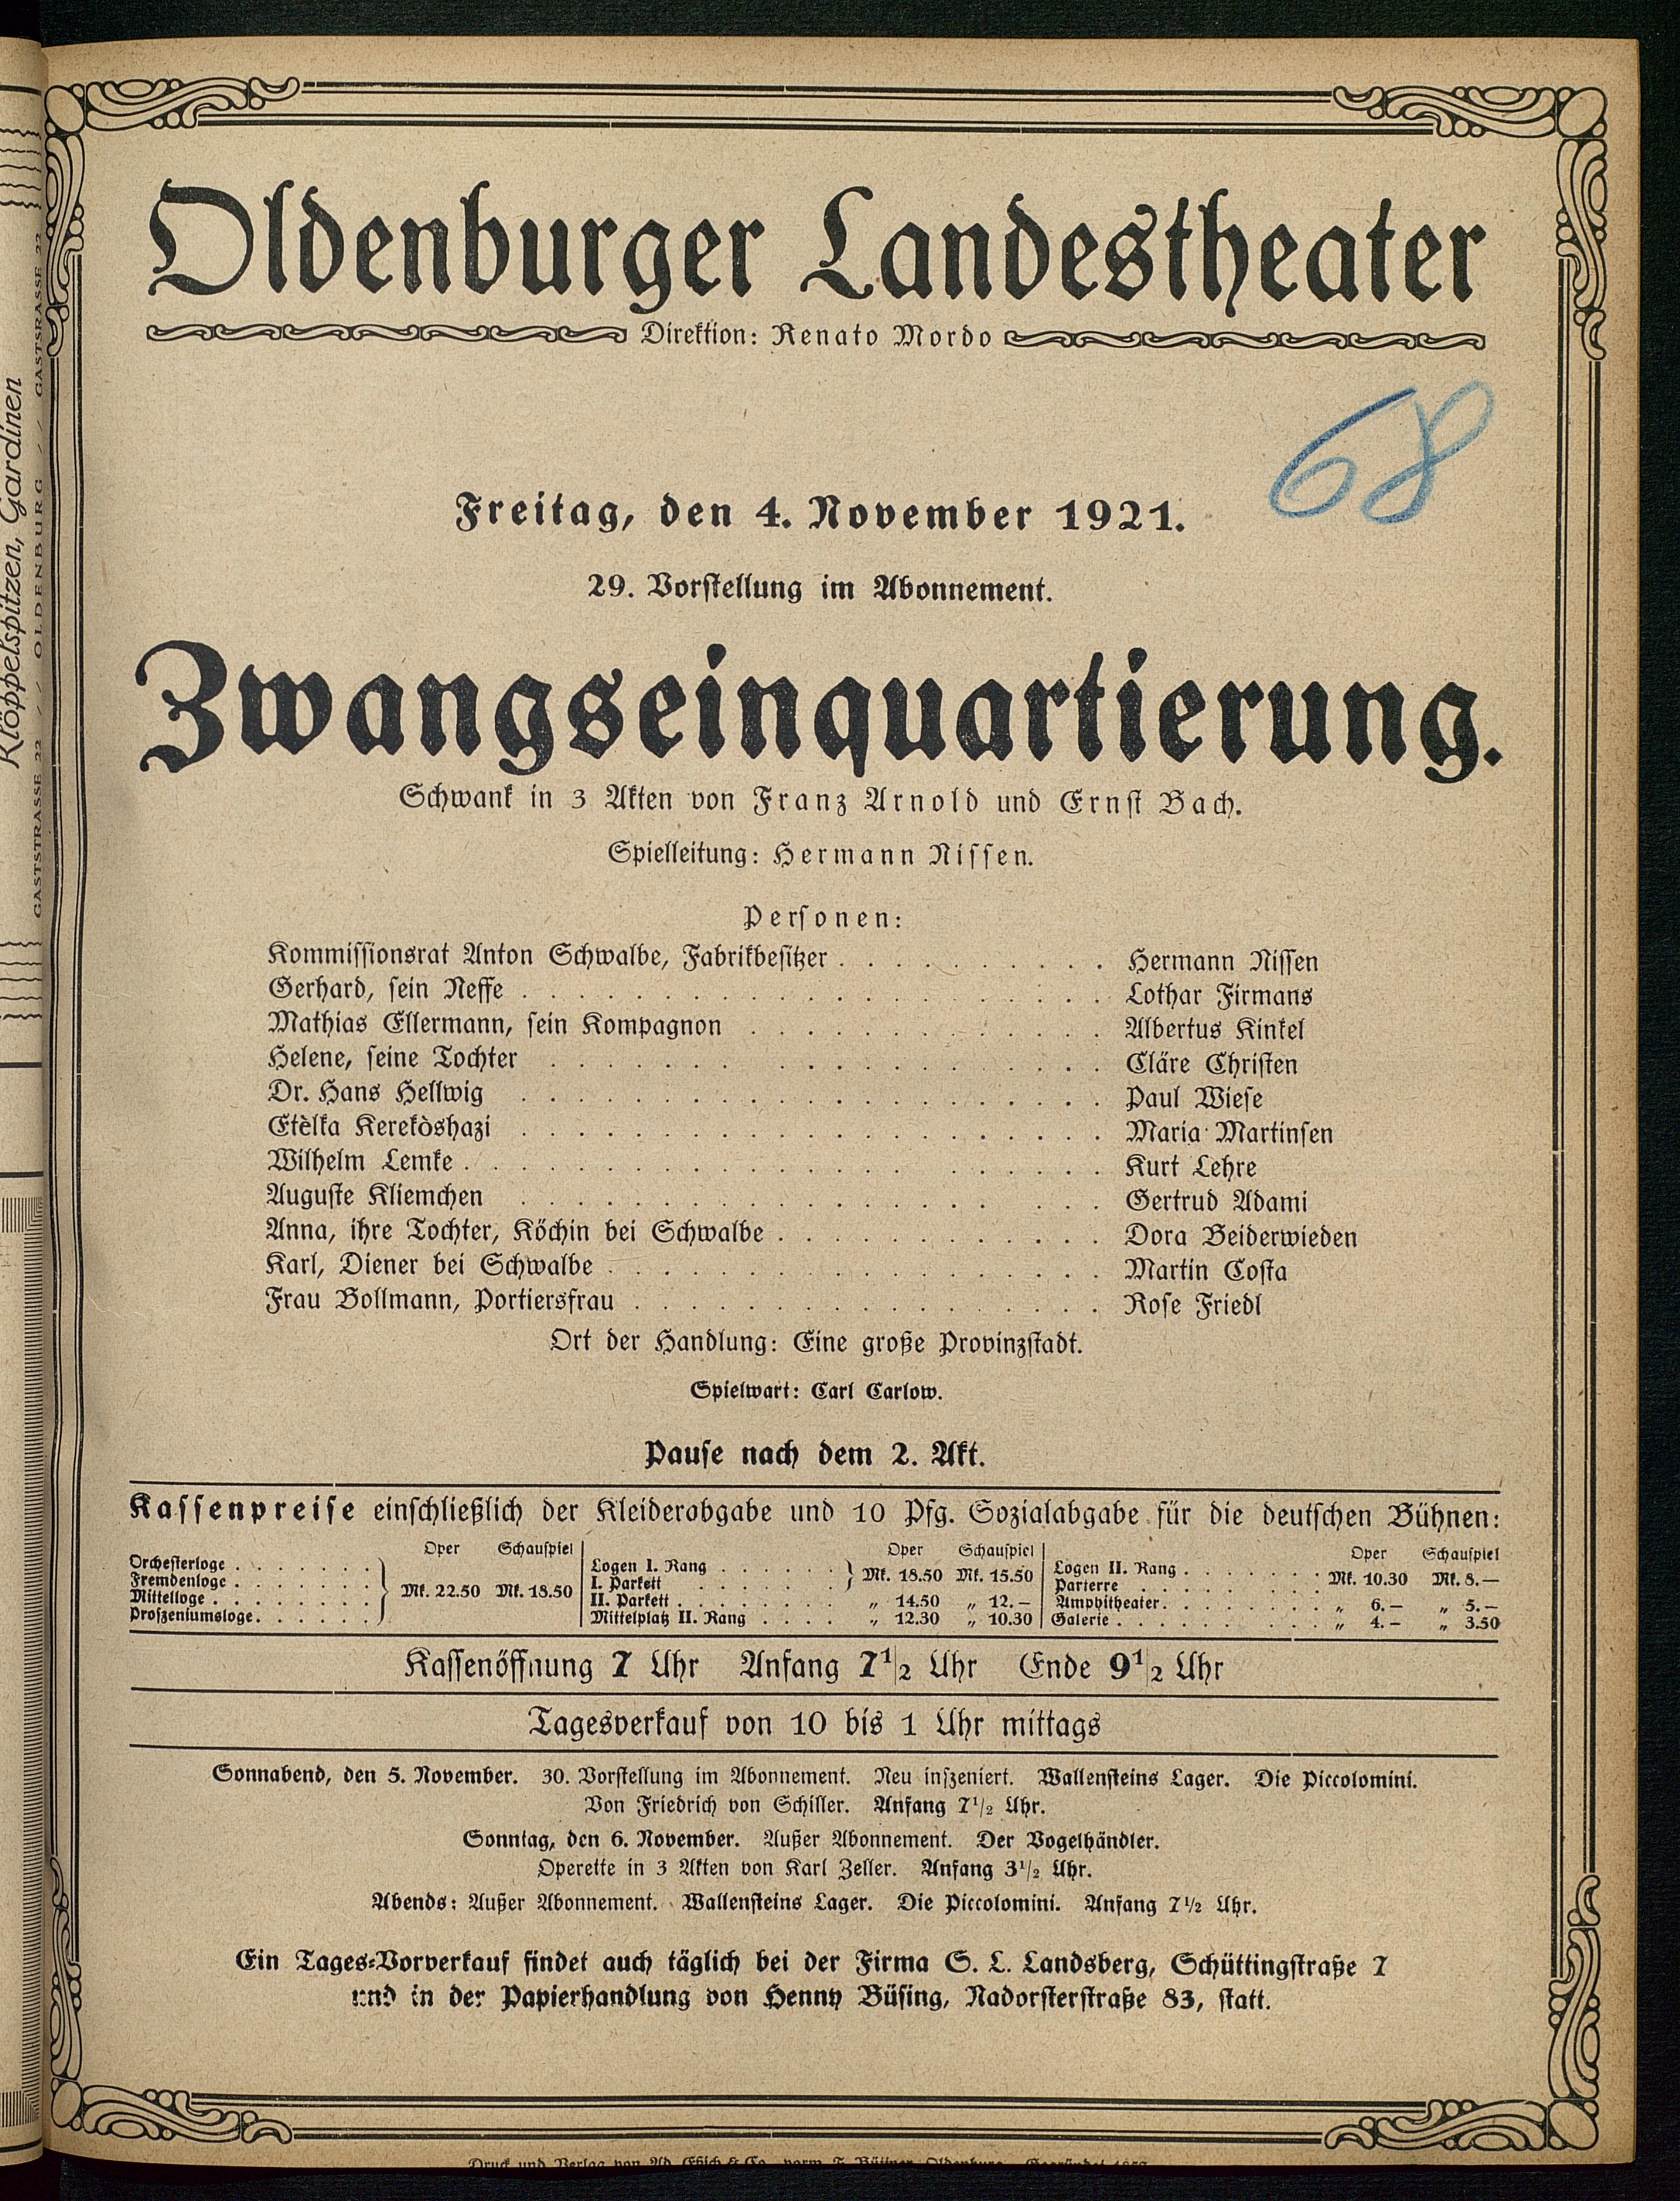 Oldenburger Landestheater
Direktion: Renato Mordo
68
Freitag, den 4. November 1921.
29. Vorstellung im Abonnement.
Zwangseinquartierung.
Schwank in 3 Akten von Franz Arnold und Ernst Bach.
Spielleitung: Hermann Nissen.
Personen:
Kommissionsrat Anton Schwalbe, Fabrikbesitzer . . . . . . . . . . Hermann Nissen
Gerhard, sein Neffe . . . . . . . . . . Lothar Firmans
Mathias Ellermann, sein Kompagnon . . . . . . . . . . Albertus Kinkel
Helene, seine Tochter . . . . . . . . . . Cläre Christen
Dr. Hans Hellwig . . . . . . . . . . Paul Wiese
Etèlka Kerekòshazi . . . . . . . . . . Maria Martinsen
Wilhelm Lemke . . . . . . . . . . Kurt Lehre
Auguste Kliemchen . . . . . . . . . . Gertrud Adami
Anna, ihre Tochter, Köchin bei Schwalbe . . . . . . . . . . Dora Beiderwieden
Karl, Diener bei Schwalbe . . . . . . . . . . Martin Costa
Frau Bollmann, Portiersfrau . . . . . . . . . . Rose Friedl
Ort der Handlung: Eine große Provinzstadt.
Spielwart: Carl Carlow.
Pause nach dem 2. Akt.
Kassenpreise einschließlich der Kleiderabgabe und 10 Pfg. Sozialabgabe für die deutschen Bühnen:
Oper Schauspiel
Orchesterloge . . . . . . .
Fremdenloge . . . . . . .
Mittelloge . . . . . . .
Proszeniumsloge . . . . . .
Mk. 22.50 Mk. 18.50
Oper Schauspiel
Logen I. Rang . . . . . .
I. Parkett . . . . . .
Mk. 18.50 Mk. 15.50
II. Parkett . . . . . . . „ 14.50 „ 12.—
Mittelplatz II. Rang . . . . „ 12.30 „ 10.30
Oper Schauspiel
Logen II. Rang . . . . . . .
Parterre . . . . . . .
Mk. 10.30 Mk. 8.—
Amphitheater . . . . . . . „ 6.— „ 5.—
Galerie . . . . . . . „ 4.— „ 3.50
Kassenöffnung 7 Uhr Anfang 7 1/2 Uhr Ende 9 1/2 Uhr
Tagesverkauf von 10 bis 1 Uhr mittags
Sonnabend, den 5. November. 30. Vorstellung im Abonnement. Neu inszeniert. Wallensteins Lager. Die Piccolomini.
Von Friedrich von Schiller. Anfang 7 1/2 Uhr.
Sonntag, den 6. November. Außer Abonnement. Der Vogelhändler.
Operette in 3 Akten von Karl Zeller. Anfang 3 1/2 Uhr.
Abends: Außer Abonnement. Wallensteins Lager. Die Piccolomini. Anfang 7 1/2 Uhr.
Ein Tages-Vorverkauf findet auch täglich bei der Firma S. L. Landsberg, Schüttingstraße 7
und in der Papierhandlung von Henny Büsing, Nadorsterstraße 83, statt.
Klöppelspitzen, Gardinen
GASTSTRASSE 22 // OLDENBURG // GASTSRASSE 22